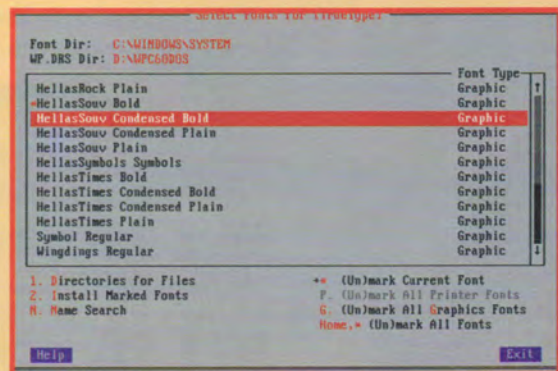 Select Fonts for (TrueType)
Font Dir: C:\WINDOWS\SYSTEM
WP.DRS Dir: D:\WPC60DOS
Font Type
HellasRock Plain Graphic
*HellasSouv Bold Graphic
HellasSouv Condensed Bold Graphic
HellasSouv Condensed Plain Graphic
HellasSouv Plain Graphic
HellasSymbols Symbols Graphic
HellasTimes Bold Graphic
HellasTimes Condensed Bold Graphic
HellasTimes Condensed Plain Graphic
HellasTimes Plain Graphic
Symbol Regular Graphic
Wingdings Regular Graphic
1. Directories for Files
2. Install Marked Fonts
N. Name Search
* (Un)mark Current Font
P. (Un)mark All Printer Fonts
G. (Un)mark All Graphics Fonts
Home,* (Un)mark All Fonts
Help
Exit